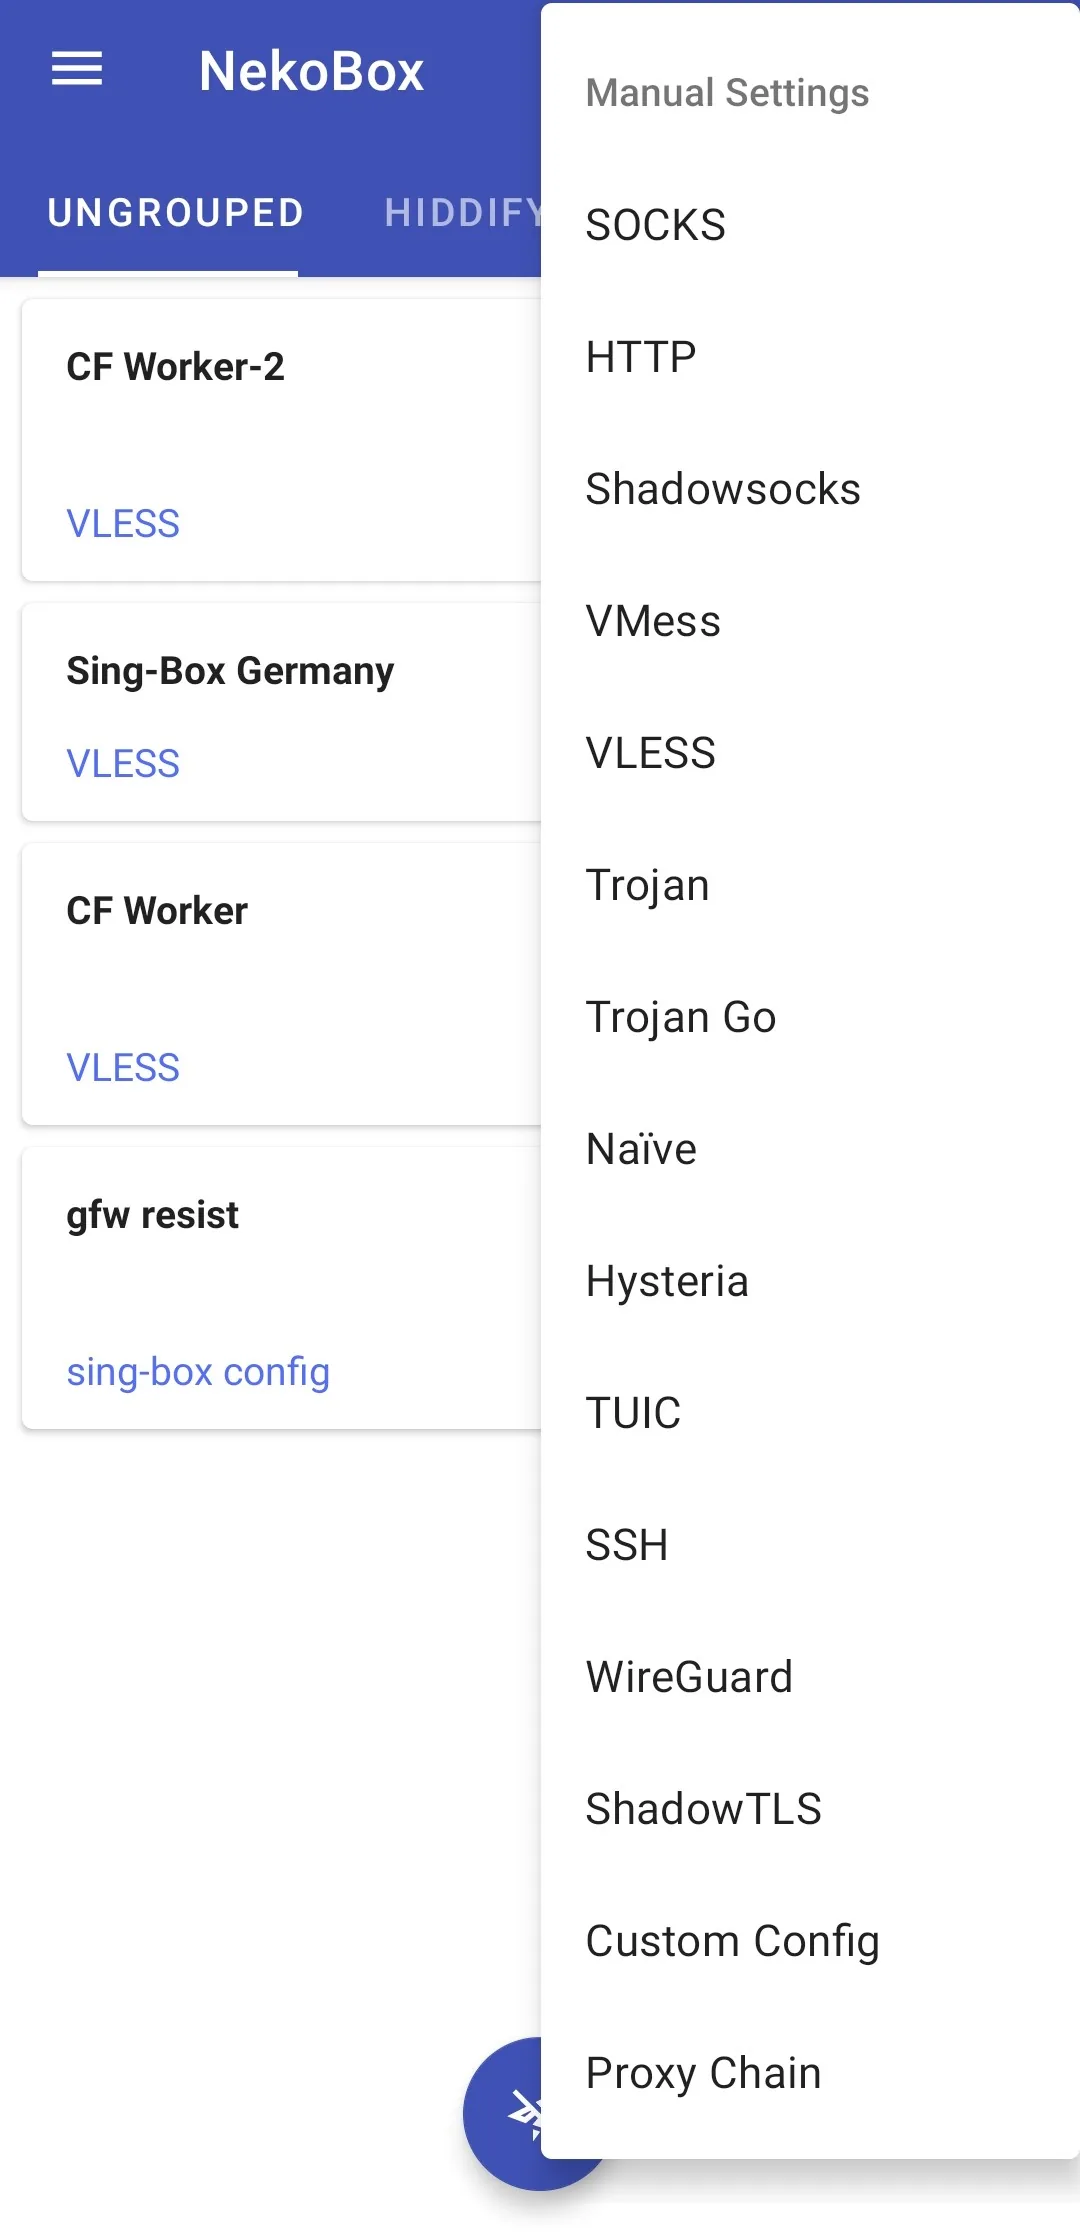 NekoBox
UNGROUPED
HIDDIFY
CF Worker-2
VLESS
Sing-Box Germany
VLESS
CF Worker
VLESS
gfw resist
sing-box config
Manual Settings
SOCKS
HTTP
Shadowsocks
VMess
VLESS
Trojan
Trojan Go
Naïve
Hysteria
TUIC
SSH
WireGuard
ShadowTLS
Custom Config
Proxy Chain